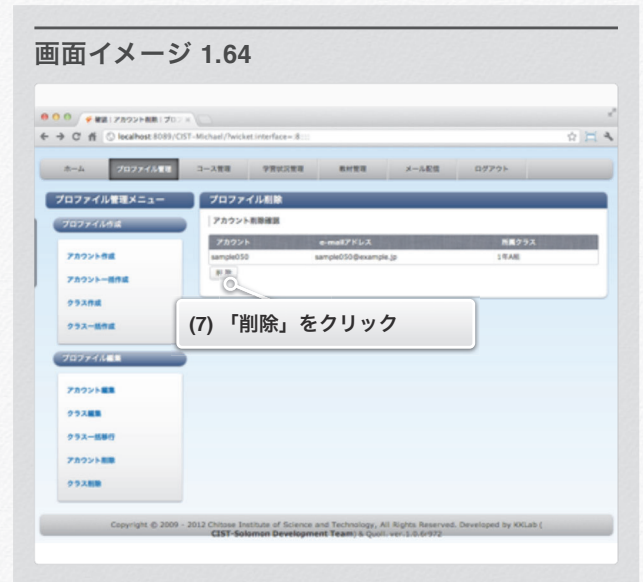 画面イメージ 1.64
確認 : アカウント削除 : プロ
localhost:8089/CIST-Michael/?wicket:interface=:8::::
ホーム プロファイル管理 コース管理 学習状況管理 教材管理 メール配信 ログアウト
プロファイル管理メニュー
プロファイル作成
アカウント作成
アカウント一括作成
クラス作成
クラス一括作成
プロファイル編集
アカウント編集
クラス編集
クラス一括移行
アカウント削除
クラス削除
プロファイル削除
アカウント削除確認
アカウント e-mailアドレス 所属クラス
sample050 sample050@example.jp 1年A組
削除
(7) 「削除」をクリック
Copyright © 2009 - 2012 Chitose Institute of Science and Technology, All Rights Reserved. Developed by KKLab (
CIST-Solomon Development Team) & Quoll. ver.1.0.6r972